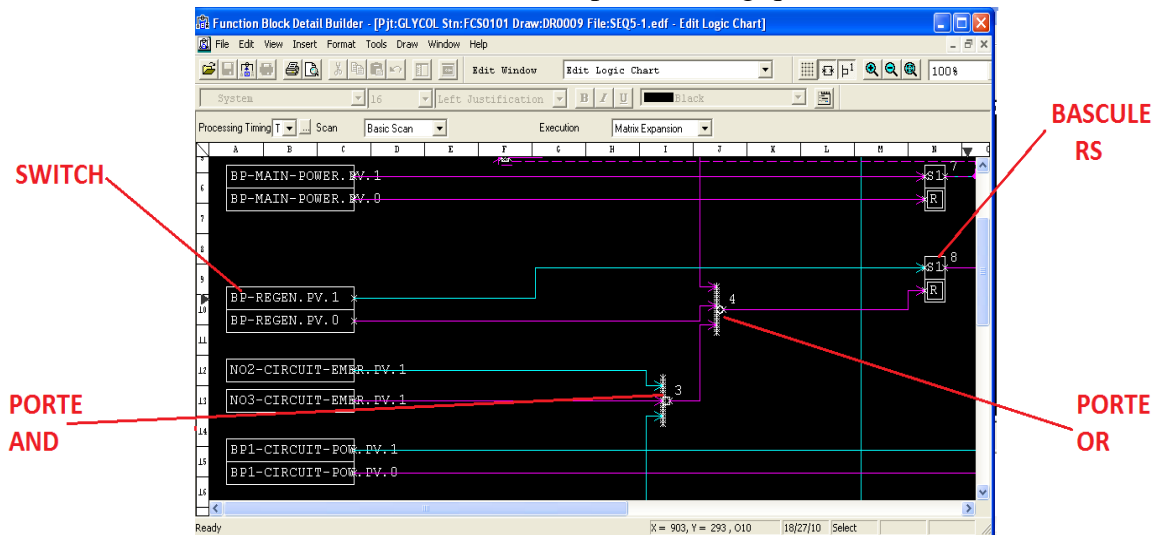 Function Block Detail Builder - [Pjt:GLYCOL Stn:FCS0101 Draw:DR0009 File:SEQ5-1.edf - Edit Logic Chart]
File Edit View Insert Format Tools Draw Window Help
Edit Window Edit Logic Chart 100%
System 16 Left Justification B I U Black
Processing Timing T ... Scan Basic Scan Execution Matrix Expansion
A B C D E F G H I J K L M N
BASCULE
RS
SWITCH
BP-MAIN-POWER.PV.1 S1 7
6
BP-MAIN-POWER.PV.0 R
7
8
S1 8
9
BP-REGEN.PV.1 R
10
4
BP-REGEN.PV.0
11
12 NO2-CIRCUIT-EMER.PV.1
3
13 NO3-CIRCUIT-EMER.PV.1
PORTE
AND
PORTE
OR
14
BP1-CIRCUIT-POW.PV.1
15
BP1-CIRCUIT-POW.PV.0
16
Ready X = 903, Y = 293 , O10 18/27/10 Select